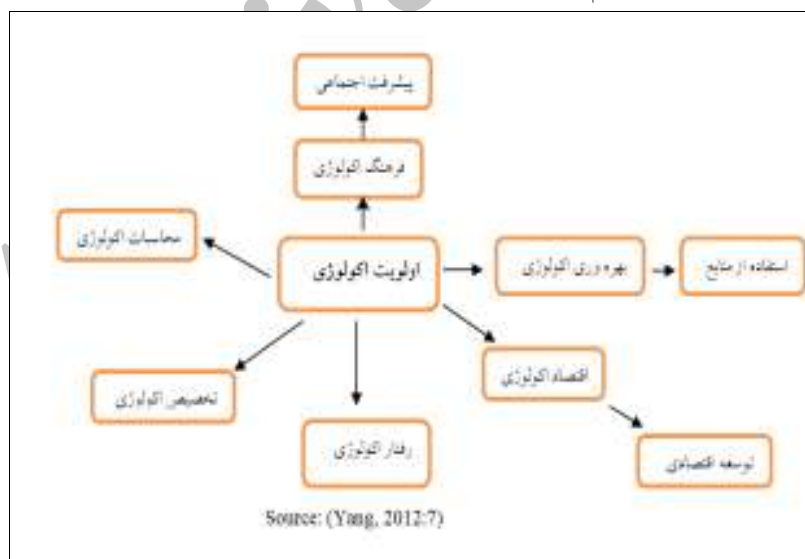 پیشرفت اجتماعی
فرهنگ اکولوژی
محاسبات اکولوژی
اولویت اکولوژی
بهره وری اکولوژی
استفاده از منابع
اقتصاد اکولوژی
تخصیص اکولوژی
رفتار اکولوژی
توسعه اقتصادی
Source: (Yang, 2012:7)